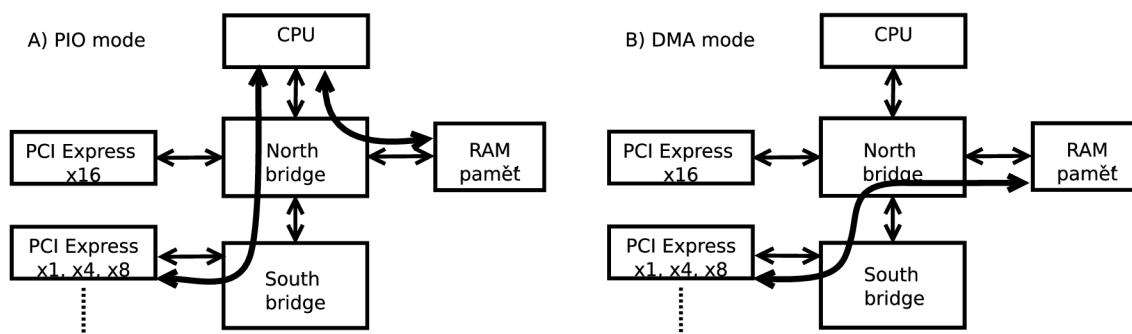 A) PIO mode
CPU
PCI Express
x16
North
bridge
RAM
paměť
PCI Express
x1, x4, x8
South
bridge
B) DMA mode
CPU
PCI Express
x16
North
bridge
RAM
paměť
PCI Express
x1, x4, x8
South
bridge